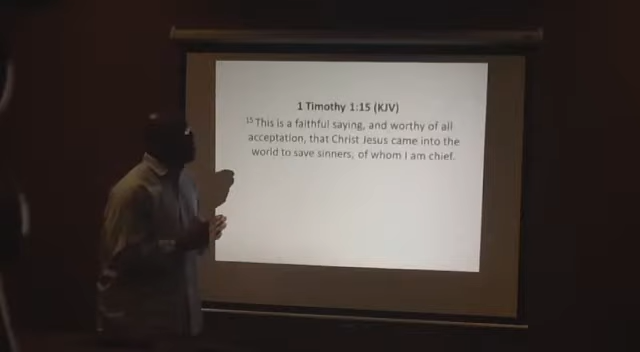 1 Timothy 1:15 (KJV)
15 This is a faithful saying, and worthy of all
acceptation, that Christ Jesus came into the
world to save sinners, of whom I am chief.